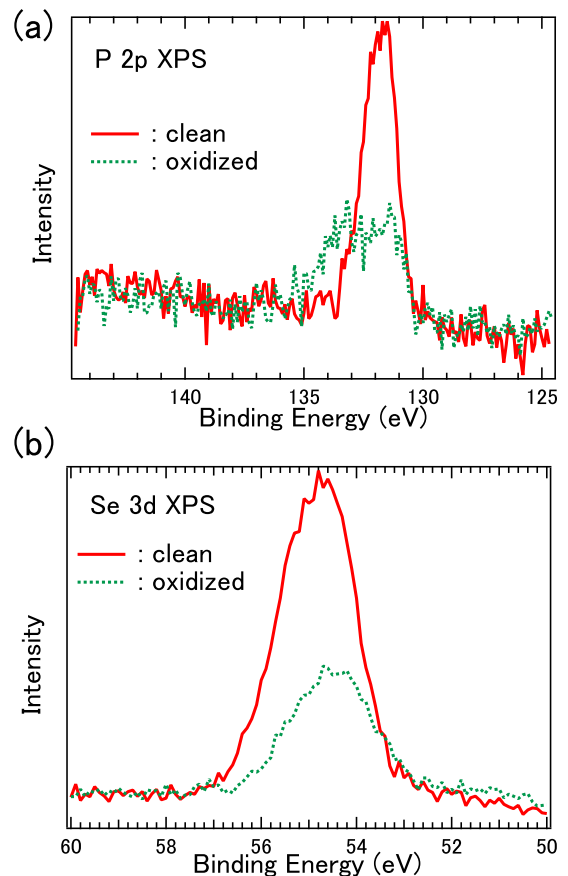 (a)
P 2p XPS
: clean
: oxidized
Intensity
140
135
130
125
Binding Energy (eV)
(b)
Se 3d XPS
: clean
: oxidized
Intensity
60
58
56
54
52
50
Binding Energy (eV)